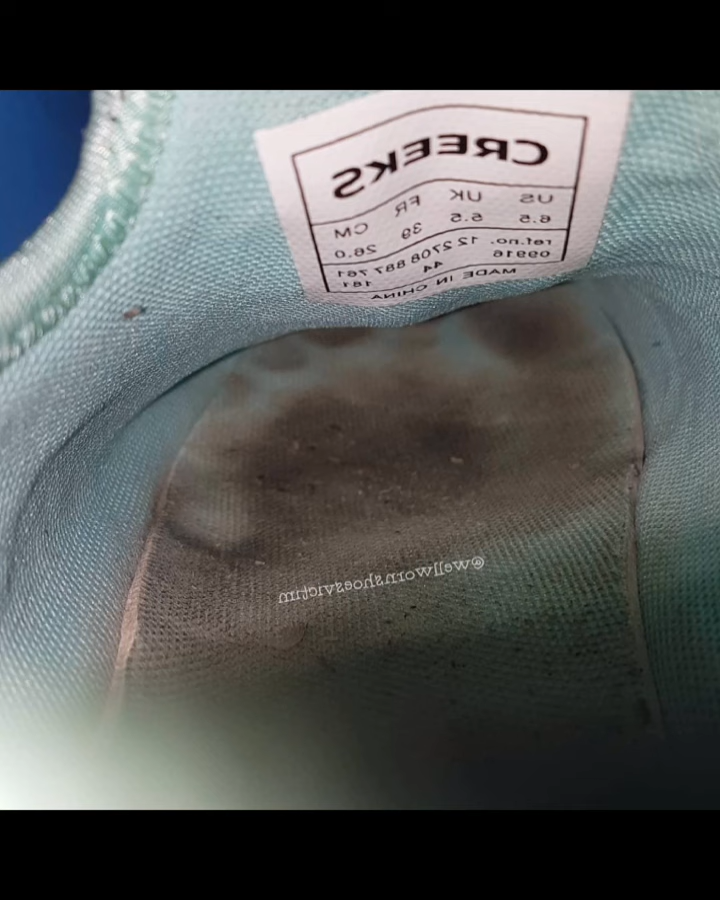 CREEKS
US UK FR CM
6.5 5.5 39 26.0
ref.no. 12 2708 887 761
09916 44 181
MADE IN CHINA
@wellwornshoesvictim